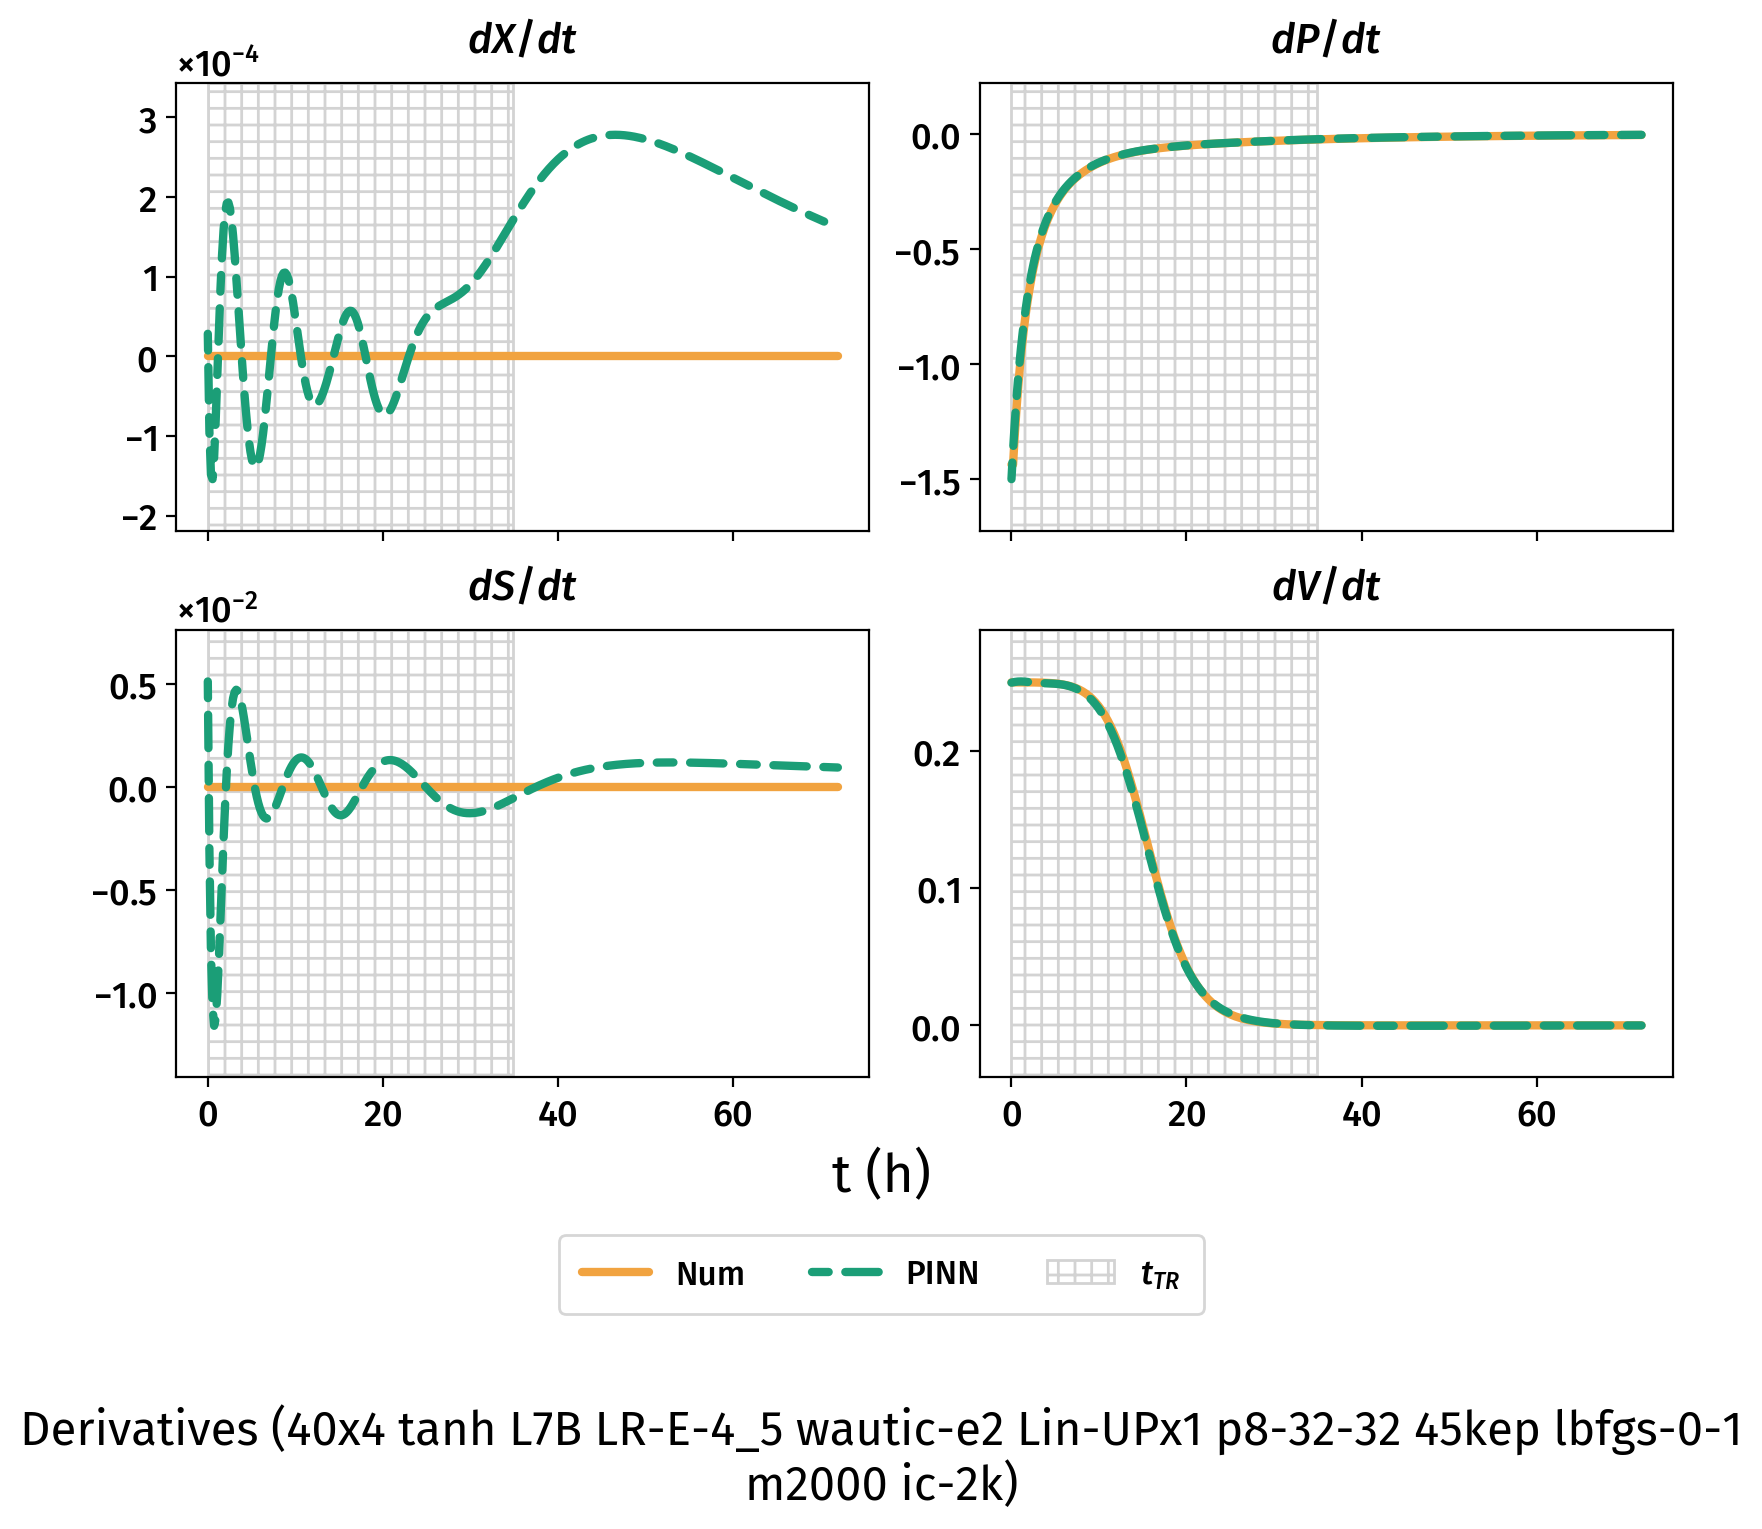 dX/dt
×10⁻⁴
3
2
1
0
−1
−2
dP/dt
0.0
−0.5
−1.0
−1.5
dS/dt
×10⁻²
0.5
0.0
−0.5
−1.0
0 20 40 60
dV/dt
0.2
0.1
0.0
0 20 40 60
t (h)
Num PINN t_TR
Derivatives (40x4 tanh L7B LR-E-4_5 wautic-e2 Lin-UPx1 p8-32-32 45kep lbfgs-0-1
m2000 ic-2k)